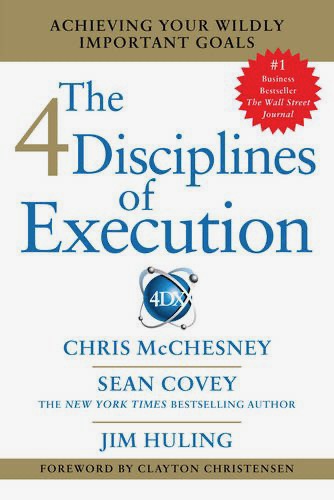 ACHIEVING YOUR WILDLY
IMPORTANT GOALS
#1
Business
Bestseller
The Wall Street
Journal
The
4 Disciplines
of
Execution
4DX
CHRIS McCHESNEY
SEAN COVEY
THE NEW YORK TIMES BESTSELLING AUTHOR
JIM HULING
FOREWORD BY CLAYTON CHRISTENSEN